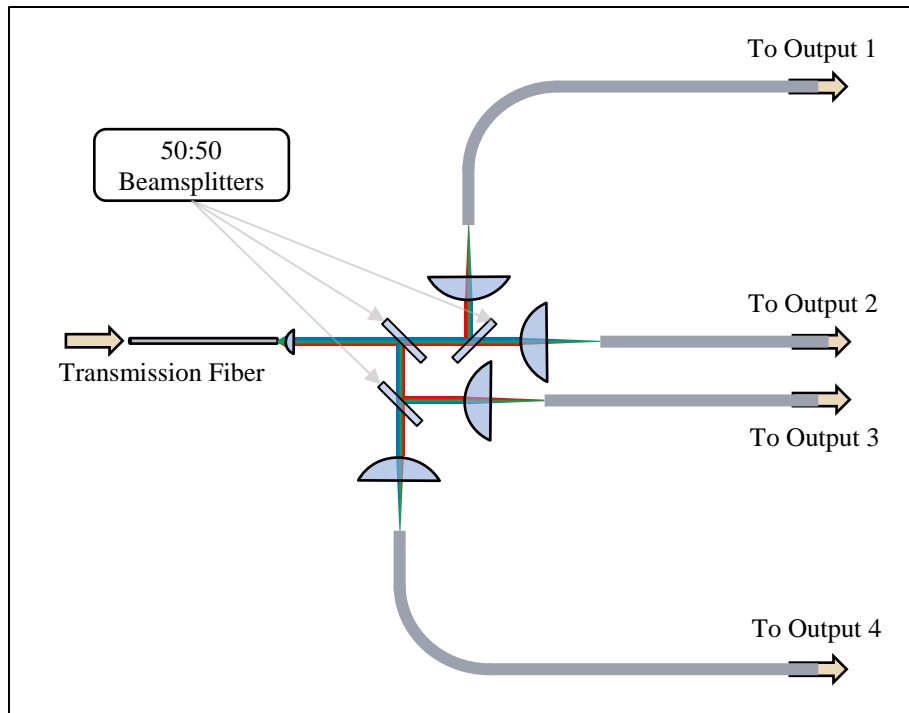 To Output 1
50:50
Beamsplitters
To Output 2
Transmission Fiber
To Output 3
To Output 4